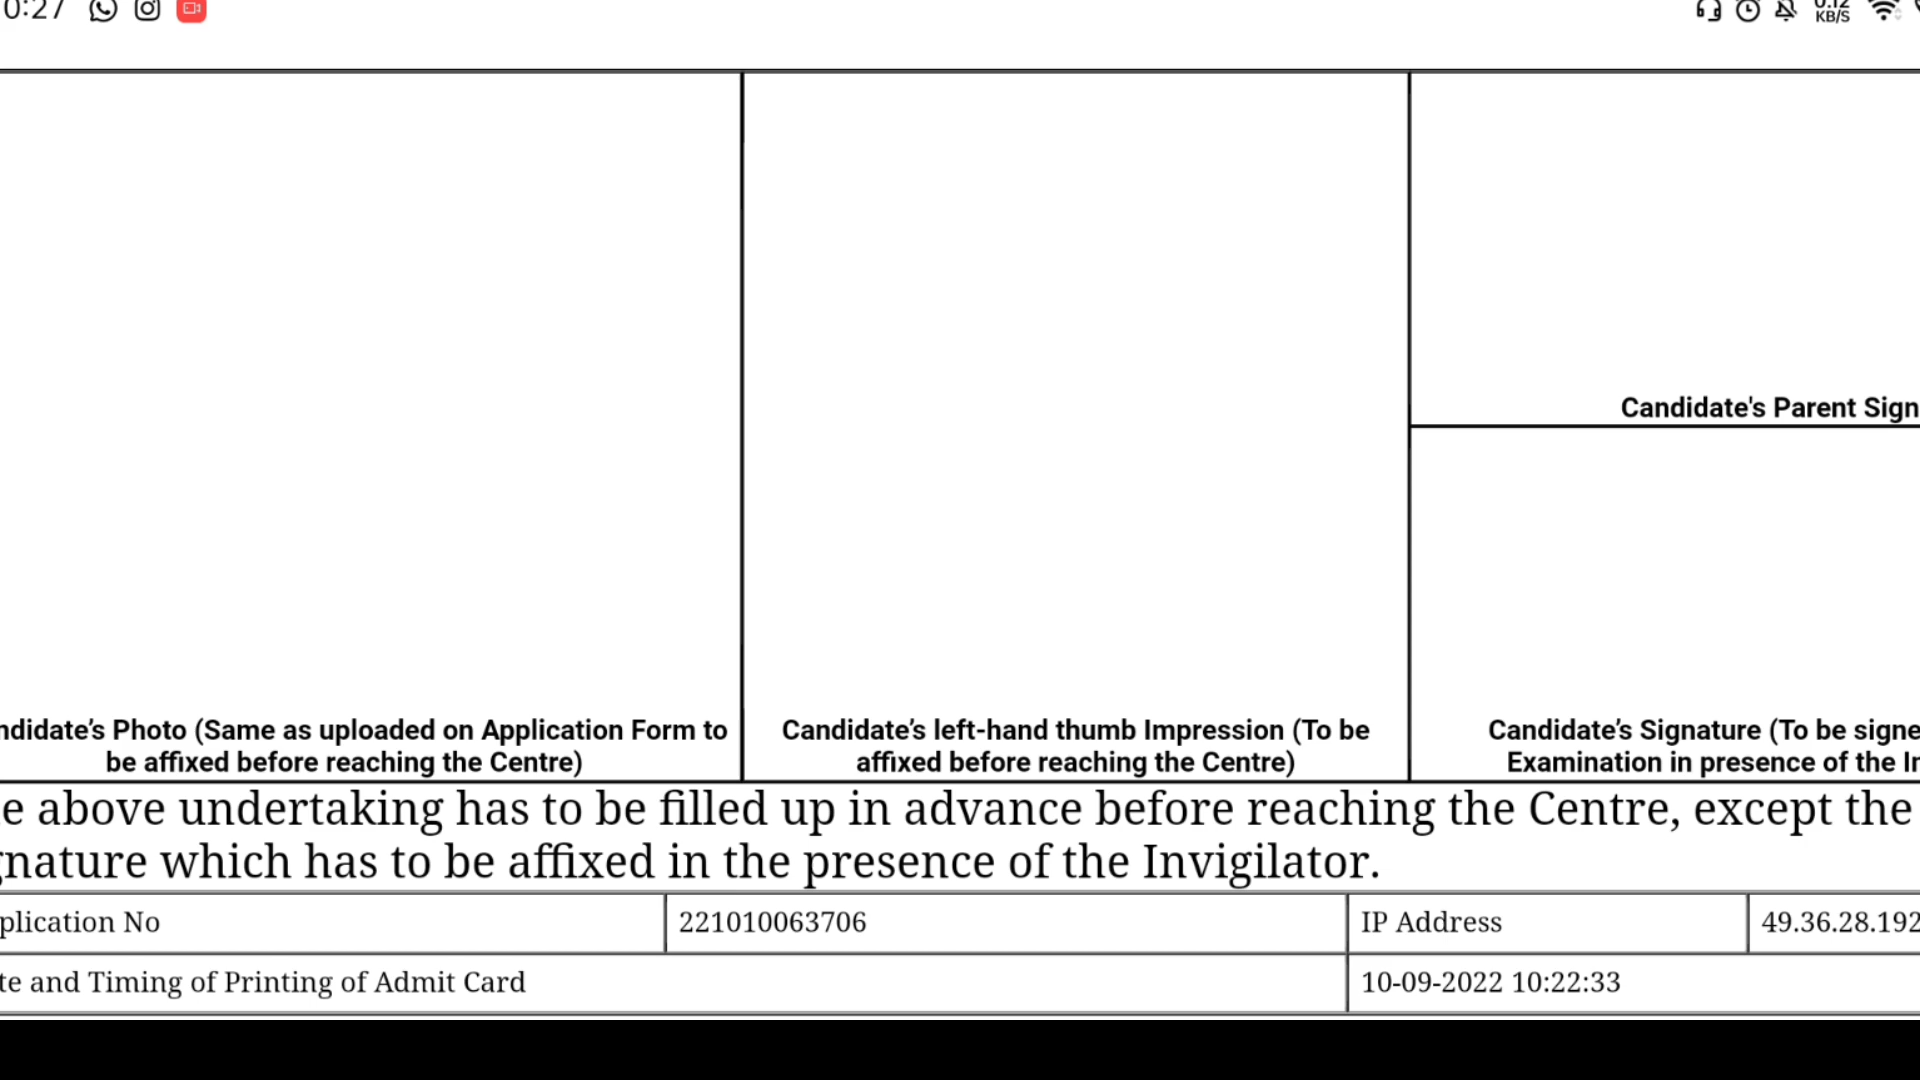 0:27
0.12
KB/S
Candidate's Parent Sign
ndidate’s Photo (Same as uploaded on Application Form to
be affixed before reaching the Centre)
Candidate’s left-hand thumb Impression (To be
affixed before reaching the Centre)
Candidate’s Signature (To be signe
Examination in presence of the I
e above undertaking has to be filled up in advance before reaching the Centre, except the
gnature which has to be affixed in the presence of the Invigilator.
plication No
221010063706
IP Address
49.36.28.192
te and Timing of Printing of Admit Card
10-09-2022 10:22:33